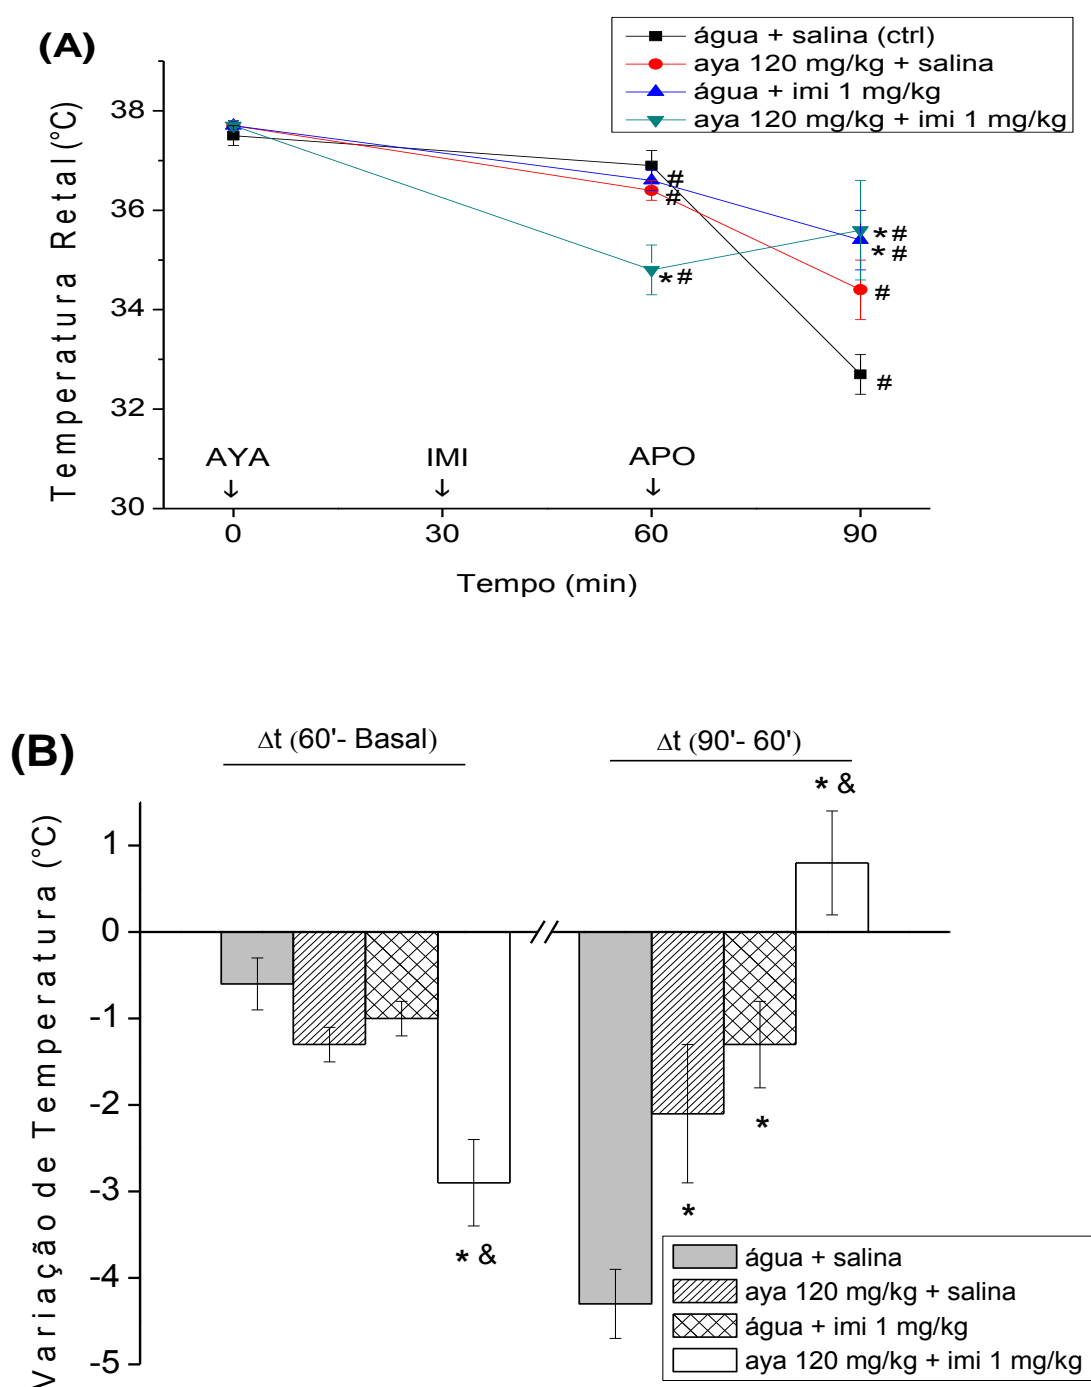 (A)
água + salina (ctrl)
aya 120 mg/kg + salina
água + imi 1 mg/kg
aya 120 mg/kg + imi 1 mg/kg
Temperatura Retal (°C)
38
36
34
32
30
#
#
* #
* #
* #
#
#
AYA
IMI
APO
0
30
60
90
Tempo (min)
(B)
Δt (60'- Basal)
Δt (90'- 60')
Variação de Temperatura (°C)
1
0
-1
-2
-3
-4
-5
* &
* &
*
*
água + salina
aya 120 mg/kg + salina
água + imi 1 mg/kg
aya 120 mg/kg + imi 1 mg/kg